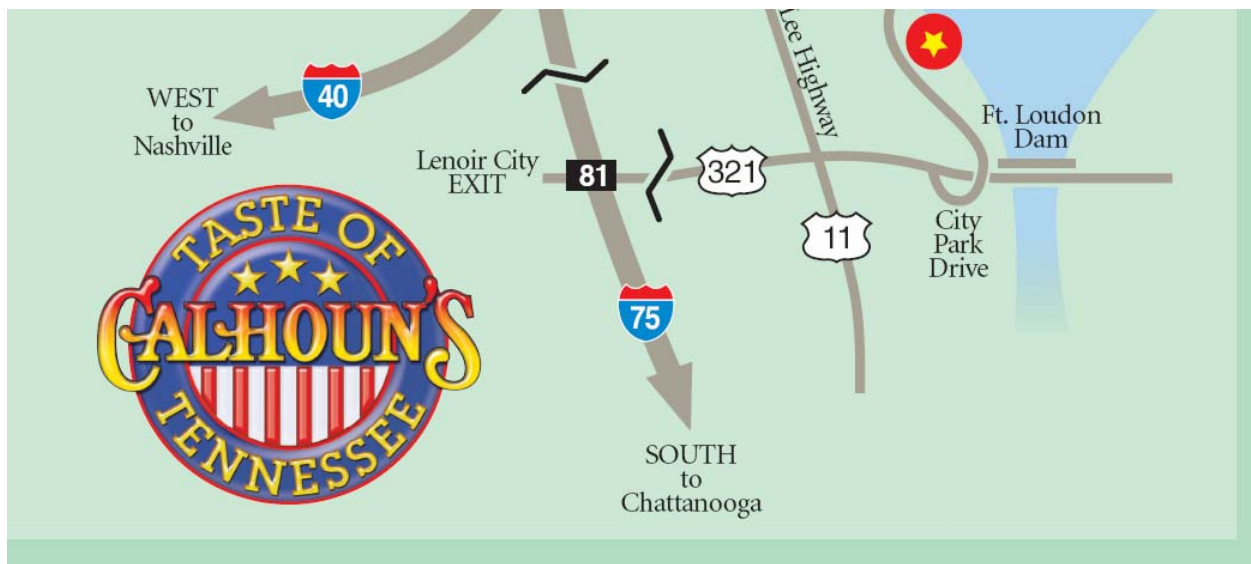 Lee Highway
40
WEST
to
Nashville
Ft. Loudon
Dam
Lenoir City
EXIT
81
321
11
City
Park
Drive
TASTE OF
CALHOUN'S
TENNESSEE
75
SOUTH
to
Chattanooga